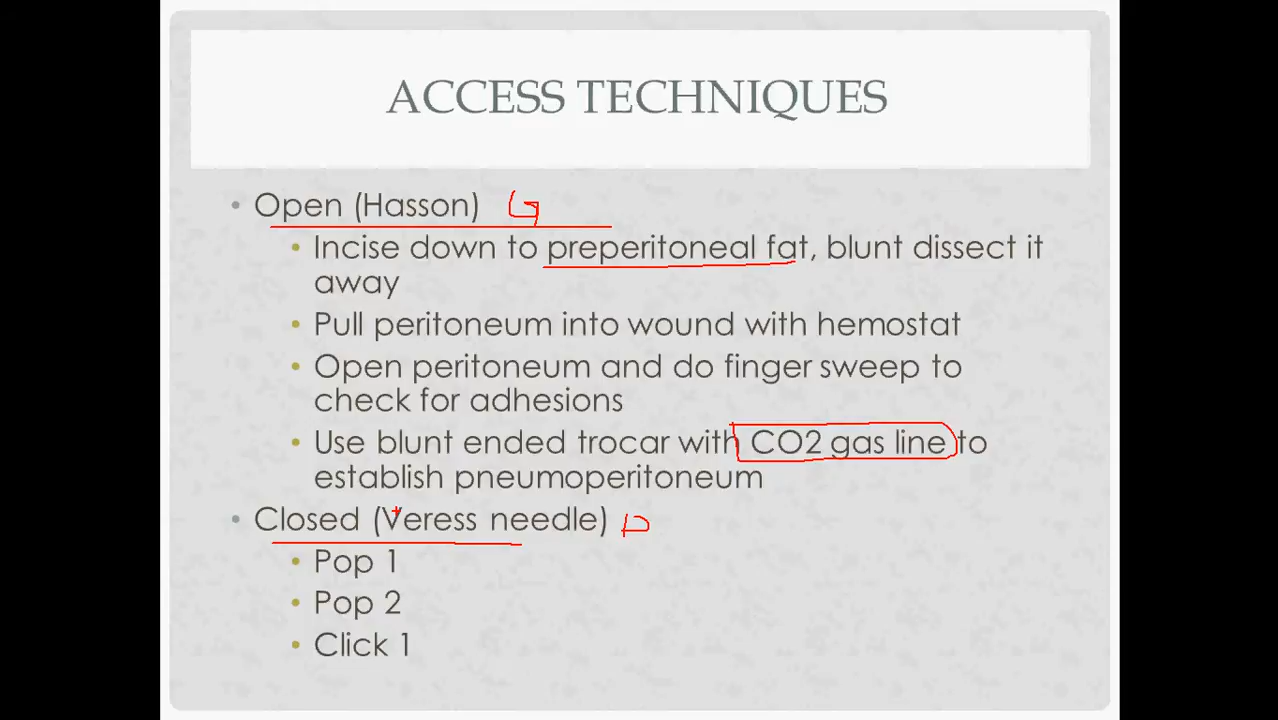 ACCESS TECHNIQUES
• Open (Hasson) G
• Incise down to preperitoneal fat, blunt dissect it
away
• Pull peritoneum into wound with hemostat
• Open peritoneum and do finger sweep to
check for adhesions
• Use blunt ended trocar with CO2 gas line to
establish pneumoperitoneum
• Closed (Veress needle) D
• Pop 1
• Pop 2
• Click 1